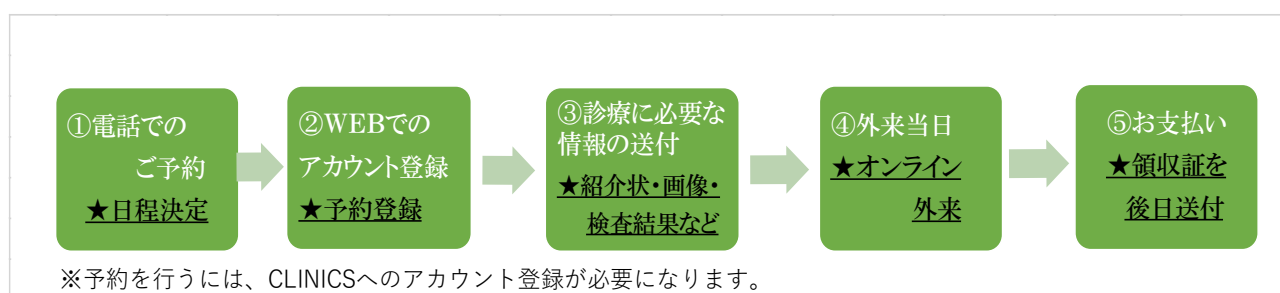 ①電話での
ご予約
★日程決定
②WEBでの
アカウント登録
★予約登録
③診療に必要な
情報の送付
★紹介状・画像・
検査結果など
④外来当日
★オンライン
外来
⑤お支払い
★領収証を
後日送付
※予約を行うには、CLINICSへのアカウント登録が必要になります。